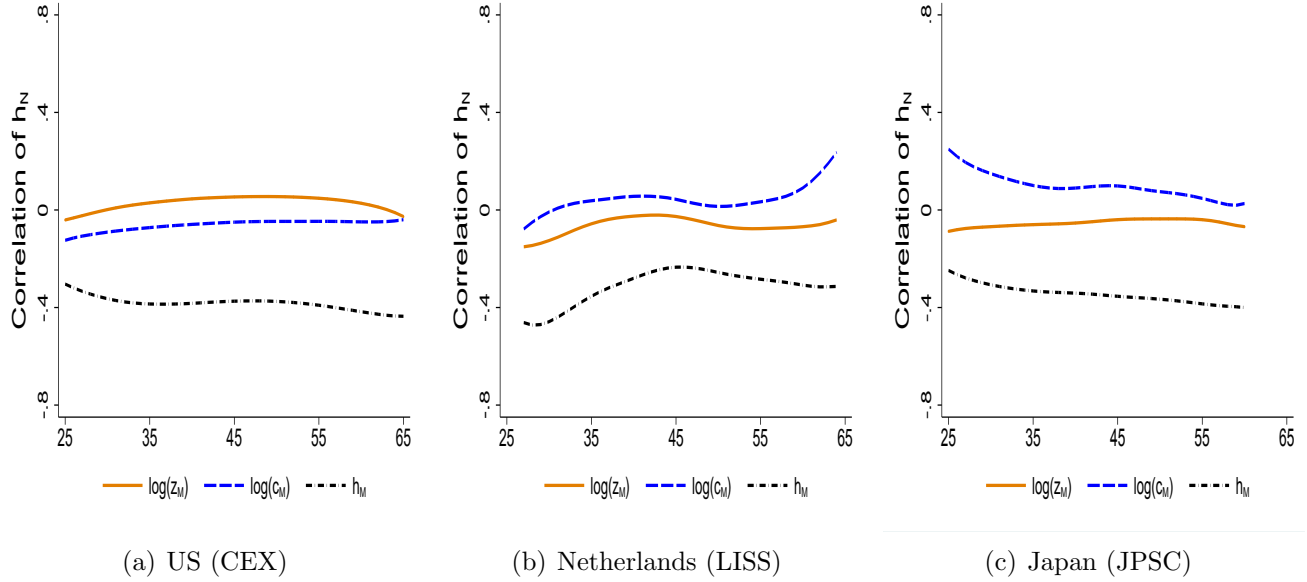 Correlation of h_N
.8
.4
0
-.4
-.8
25 35 45 55 65
log(z_M) log(c_M) h_M
(a) US (CEX)
Correlation of h_N
.8
.4
0
-.4
-.8
25 35 45 55 65
log(z_M) log(c_M) h_M
(b) Netherlands (LISS)
Correlation of h_N
.8
.4
0
-.4
-.8
25 35 45 55 65
log(z_M) log(c_M) h_M
(c) Japan (JPSC)